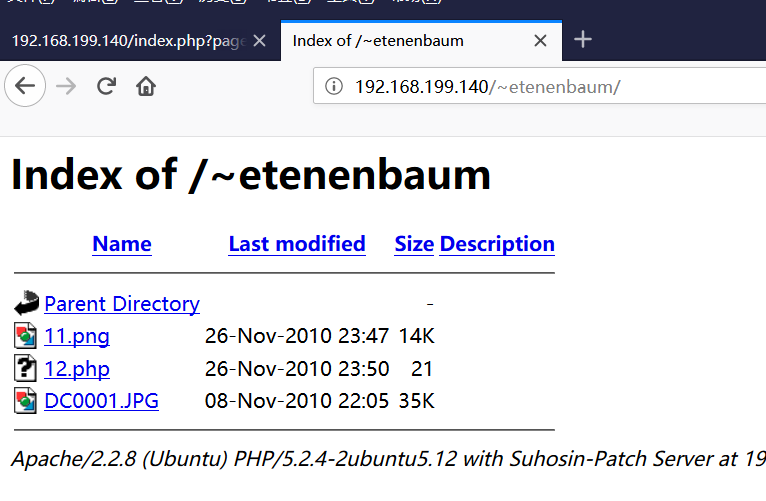 192.168.199.140/index.php?page
Index of /~etenenbaum
192.168.199.140/~etenenbaum/
Index of /~etenenbaum
Name Last modified Size Description
Parent Directory -
11.png 26-Nov-2010 23:47 14K
12.php 26-Nov-2010 23:50 21
DC0001.JPG 08-Nov-2010 22:05 35K
Apache/2.2.8 (Ubuntu) PHP/5.2.4-2ubuntu5.12 with Suhosin-Patch Server at 19